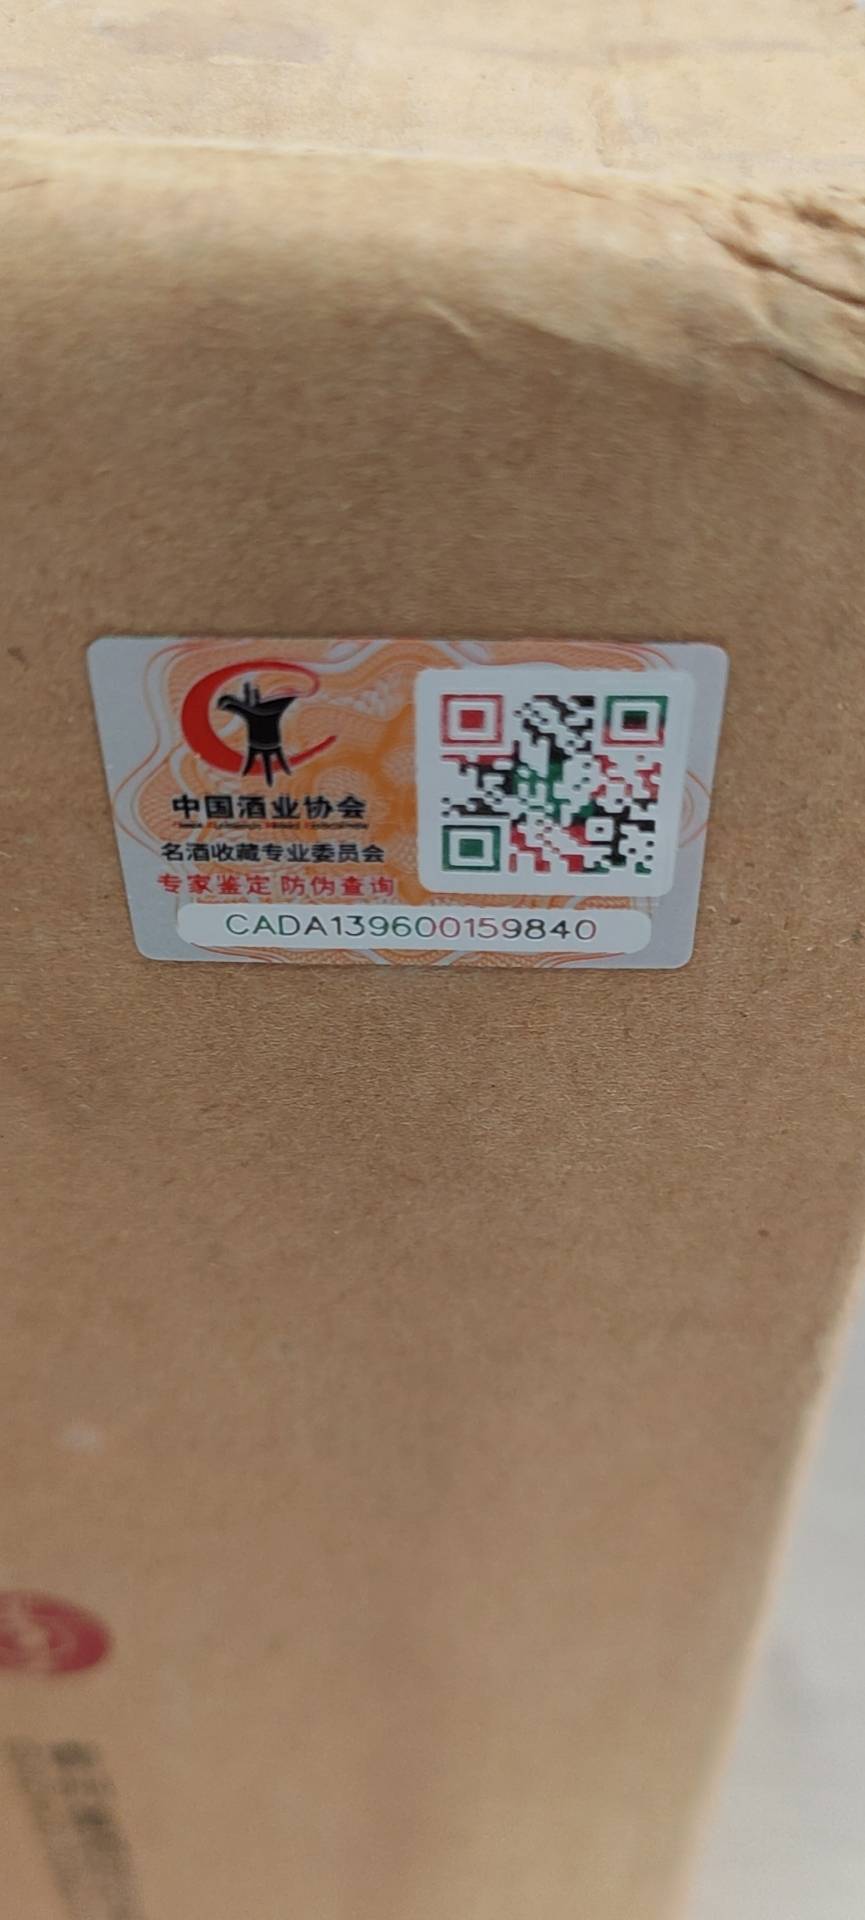 中国酒业协会
名酒收藏专业委员会
专家鉴定 防伪查询
CADA139600159840